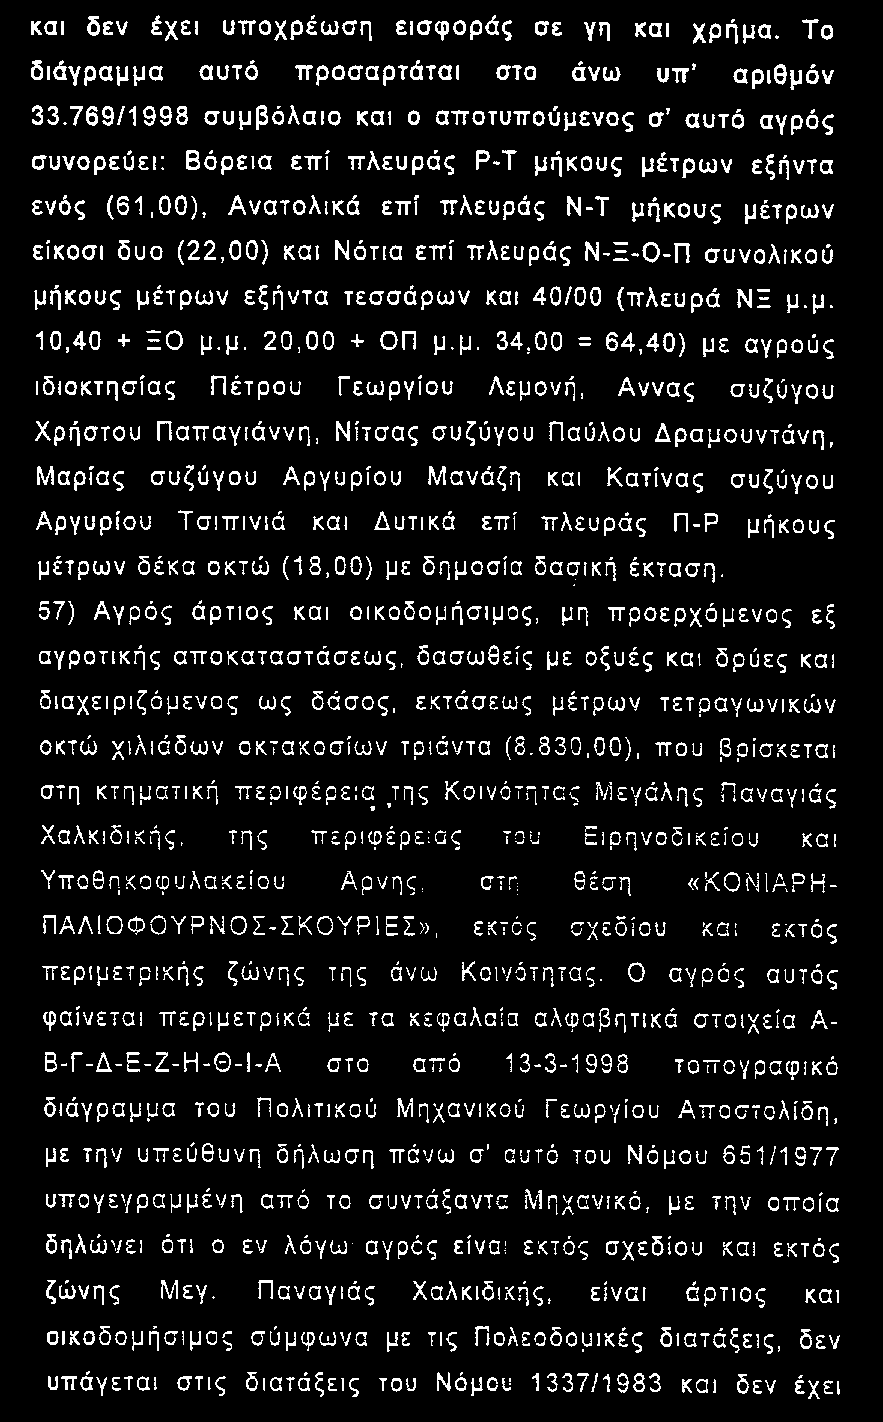 και δεν έχει υποχρέωση εισφοράς σε γη και χρήμα. Το
διάγραμμα αυτό προσαρτάται στο άνω υπ' αριθμόν
33.769/1998 συμβόλαιο και ο αποτυπούμενος σ' αυτό αγρός
συνορεύει: Βόρεια επί πλευράς Ρ-Τ μήκους μέτρων εξήντα
ενός (61,00), Ανατολικά επί πλευράς Ν-Τ μήκους μέτρων
είκοσι δυο (22,00) και Νότια επί πλευράς Ν-Ξ-Ο-Π συνολικού
μήκους μέτρων εξήντα τεσσάρων και 40/00 (πλευρά ΝΞ μ.μ.
10,40 + ΞΟ μ.μ. 20,00 + ΟΠ μ.μ. 34,00 = 64,40) με αγρούς
ιδιοκτησίας Πέτρου Γεωργίου Λεμονή, Αννας συζύγου
Χρήστου Παπαγιάννη, Νίτσας συζύγου Παύλου Δραμουντάνη,
Μαρίας συζύγου Αργυρίου Μανάζη και Κατίνας συζύγου
Αργυρίου Τσιπινιά και Δυτικά επί πλευράς Π-Ρ μήκους
μέτρων δέκα οκτώ (18,00) με δημοσία δασική έκταση.
57) Αγρός άρτιος και οικοδομήσιμος, μη προερχόμενος εξ
αγροτικής αποκαταστάσεως, δασωθείς με οξυές και δρύες και
διαχειριζόμενος ως δάσος, εκτάσεως μέτρων τετραγωνικών
οκτώ χιλιάδων οκτακοσίων τριάντα (8.830,00), που βρίσκεται
στη κτηματική περιφέρεια της Κοινότητας Μεγάλης Παναγιάς
Χαλκιδικής, της περιφέρειας του Ειρηνοδικείου και
Υποθηκοφυλακείου Αρνης, στη θέση «ΚΟΝΙΑΡΗ-
ΠΑΛΙΟΦΟΥΡΝΟΣ-ΣΚΟΥΡΙΕΣ», εκτός σχεδίου και εκτός
περιμετρικής ζώνης της άνω Κοινότητας. Ο αγρός αυτός
φαίνεται περιμετρικά με τα κεφαλαία αλφαβητικά στοιχεία Α-
Β-Γ-Δ-Ε-Ζ-Η-Θ-Ι-Α στο από 13-3-1998 τοπογραφικό
διάγραμμα του Πολιτικού Μηχανικού Γεωργίου Αποστολίδη,
με την υπεύθυνη δήλωση πάνω σ' αυτό του Νόμου 651/1977
υπογεγραμμένη από το συντάξαντα Μηχανικό, με την οποία
δηλώνει ότι ο εν λόγω αγρός είναι εκτός σχεδίου και εκτός
ζώνης Μεγ. Παναγιάς Χαλκιδικής, είναι άρτιος και
οικοδομήσιμος σύμφωνα με τις Πολεοδομικές διατάξεις, δεν
υπάγεται στις διατάξεις του Νόμου 1337/1983 και δεν έχει